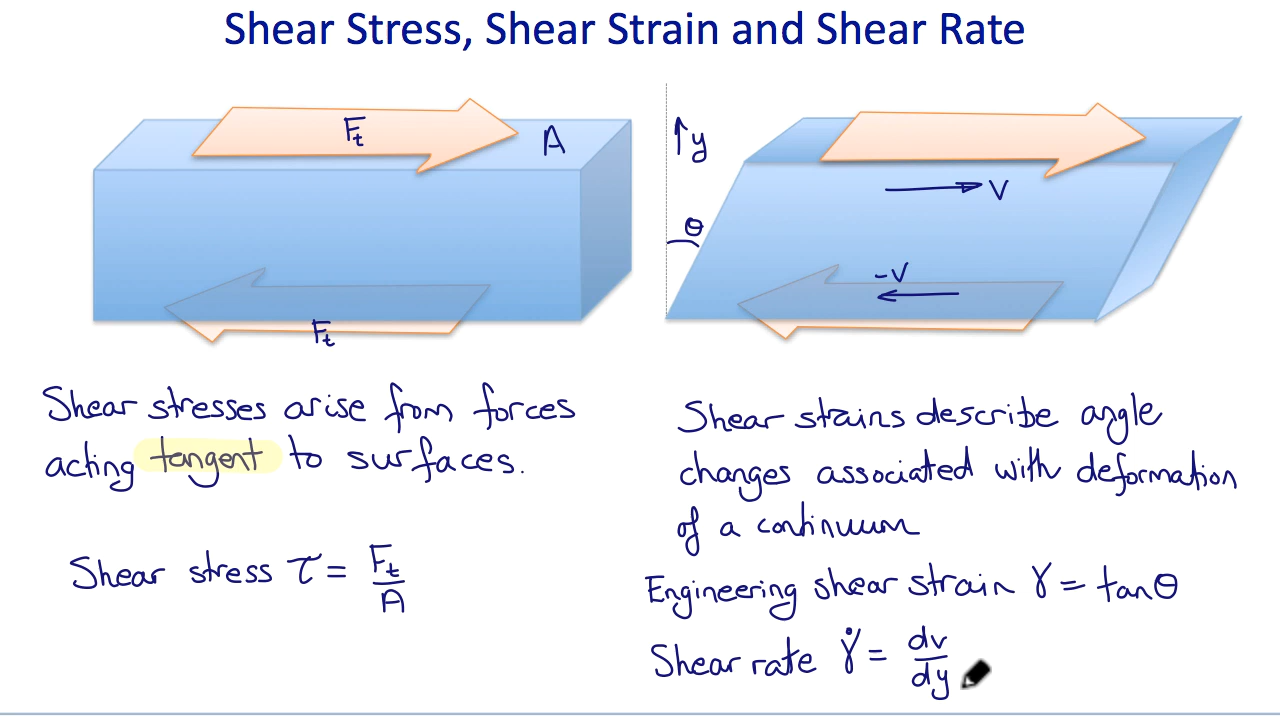 Shear Stress, Shear Strain and Shear Rate
Ft
A
Ft
↑y
θ
V
-V
Shear stresses arise from forces
acting tangent to surfaces.
Shear stress τ = Ft/A
Shear strains describe angle
changes associated with deformation
of a continuum
Engineering shear strain γ = tanθ
Shear rate γ̇ = dv/dy